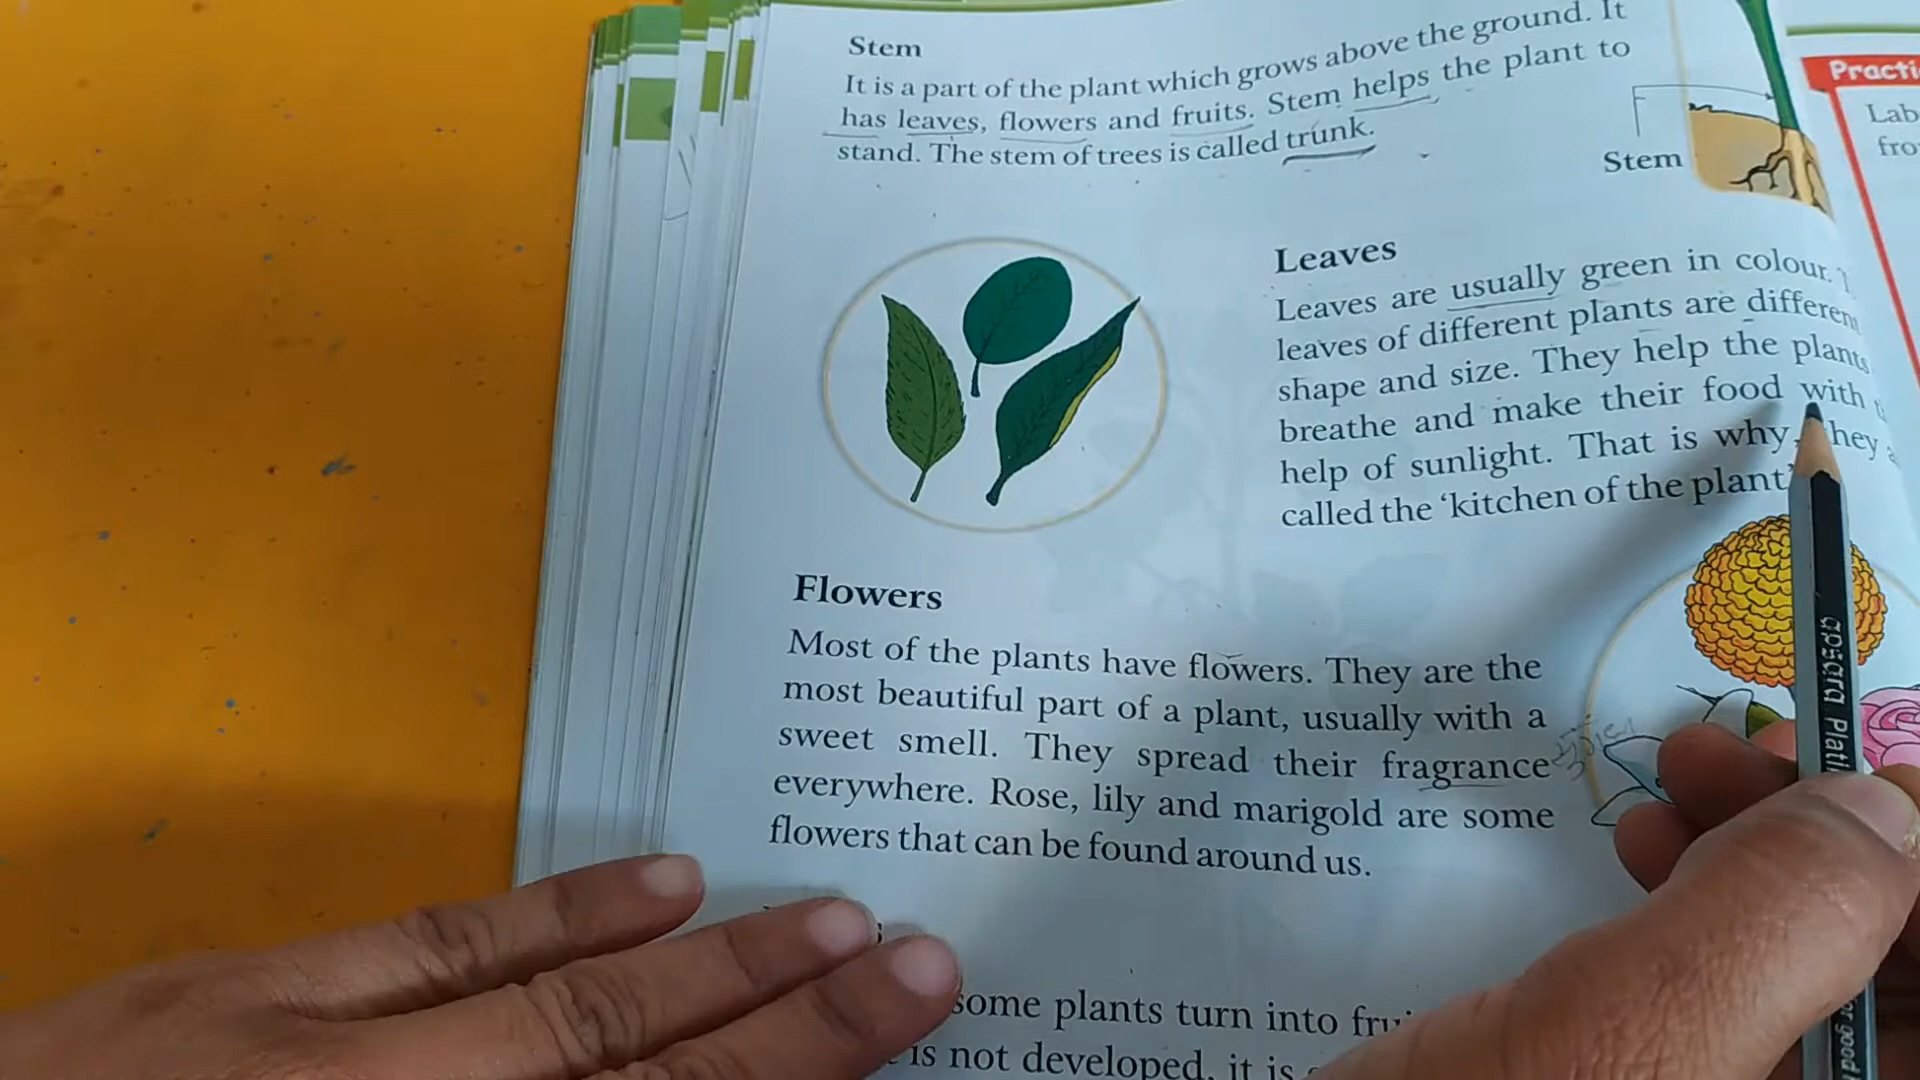 Stem
It is a part of the plant which grows above the ground. It
has leaves, flowers and fruits. Stem helps the plant to
stand. The stem of trees is called trunk.
Stem
Practi
Lab
fro
Leaves
Leaves are usually green in colour.
leaves of different plants are different
shape and size. They help the plants
breathe and make their food with
help of sunlight. That is why, they
called the ‘kitchen of the plant’
Flowers
Most of the plants have flowers. They are the
most beautiful part of a plant, usually with a
sweet smell. They spread their fragrance
everywhere. Rose, lily and marigold are some
flowers that can be found around us.
some plants turn into frui
is not developed, it is
apsara Plati